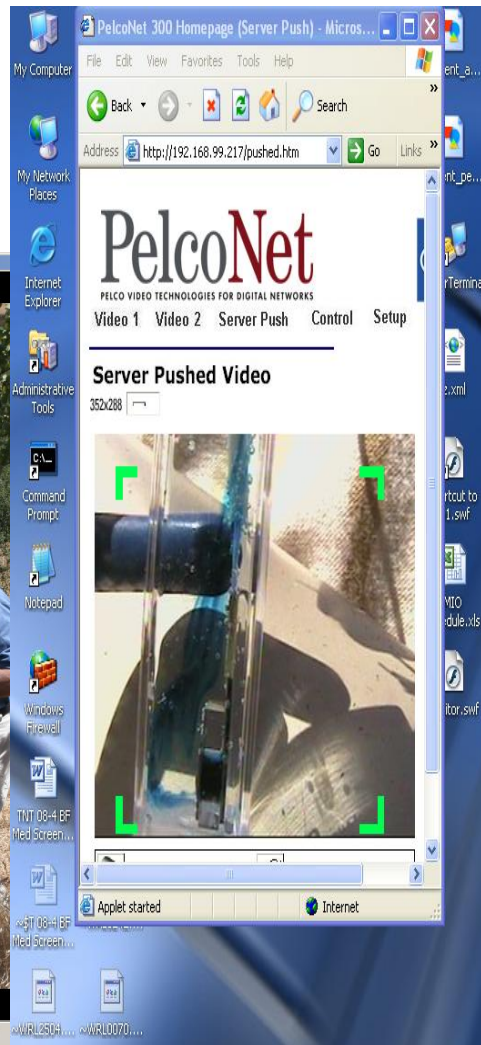 My Computer
My Network
Places
Internet
Explorer
Administrative
Tools
Command
Prompt
Notepad
Windows
Firewall
TNT 08-4 BF
Med Screen...
~$T 08-4 BF
Med Screen...
~WRL2504....
~WRL0070....
PelcoNet 300 Homepage (Server Push) - Micros...
File Edit View Favorites Tools Help
Back Search »
Address http://192.168.99.217/pushed.htm Go Links »
PelcoNet
PELCO VIDEO TECHNOLOGIES FOR DIGITAL NETWORKS
Video 1 Video 2 Server Push Control Setup
Server Pushed Video
352x288
Applet started Internet
ent_a...
nt_pe...
rTermina
z.xml
rtcut to
1.swf
MIO
edule.xls
itor.swf